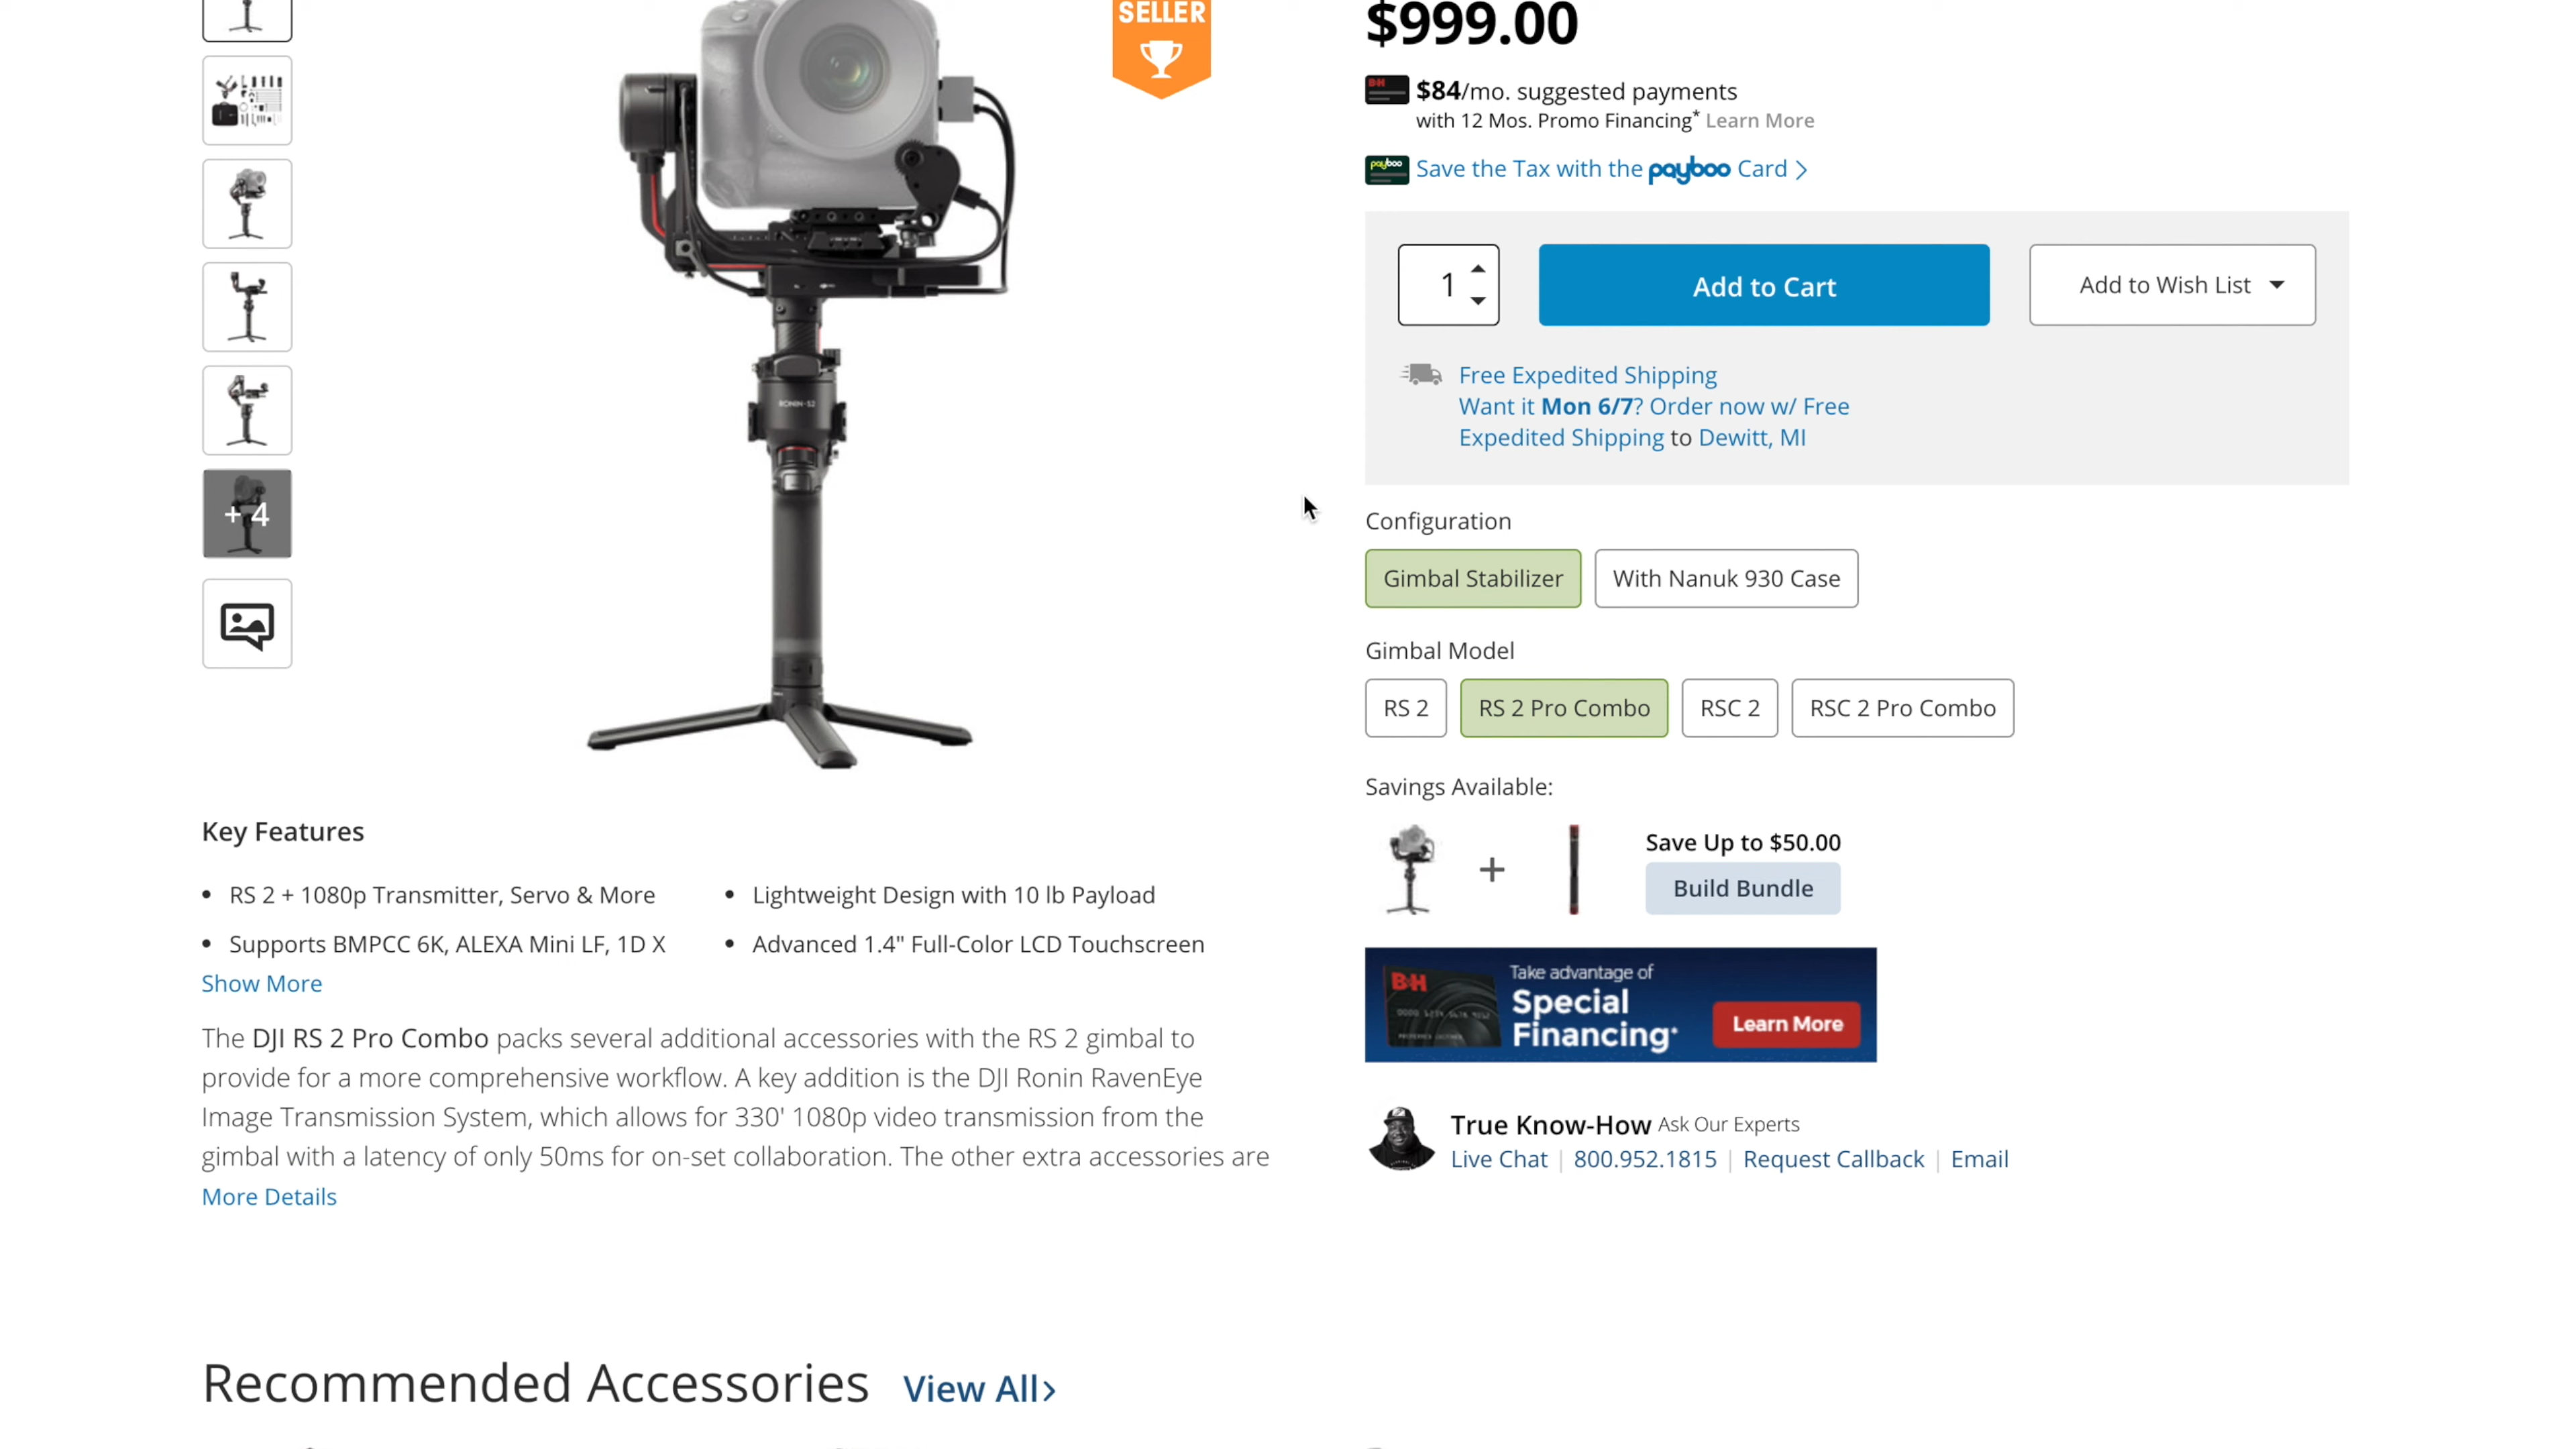 SELLER
$999.00
B&H
$84/mo. suggested payments
with 12 Mos. Promo Financing* Learn More
payboo
Save the Tax with the payboo Card >
1
Add to Cart
Add to Wish List
Free Expedited Shipping
Want it Mon 6/7? Order now w/ Free
Expedited Shipping to Dewitt, MI
RONIN-S2
+ 4
Configuration
Gimbal Stabilizer
With Nanuk 930 Case
Gimbal Model
RS 2
RS 2 Pro Combo
RSC 2
RSC 2 Pro Combo
Savings Available:
+
Save Up to $50.00
Build Bundle
Key Features
• RS 2 + 1080p Transmitter, Servo & More
• Lightweight Design with 10 lb Payload
• Supports BMPCC 6K, ALEXA Mini LF, 1D X
• Advanced 1.4" Full-Color LCD Touchscreen
Show More
The DJI RS 2 Pro Combo packs several additional accessories with the RS 2 gimbal to
provide for a more comprehensive workflow. A key addition is the DJI Ronin RavenEye
Image Transmission System, which allows for 330' 1080p video transmission from the
gimbal with a latency of only 50ms for on-set collaboration. The other extra accessories are
More Details
B&H
Take advantage of
Special
Financing*
Learn More
True Know-How Ask Our Experts
Live Chat | 800.952.1815 | Request Callback | Email
Recommended Accessories View All>